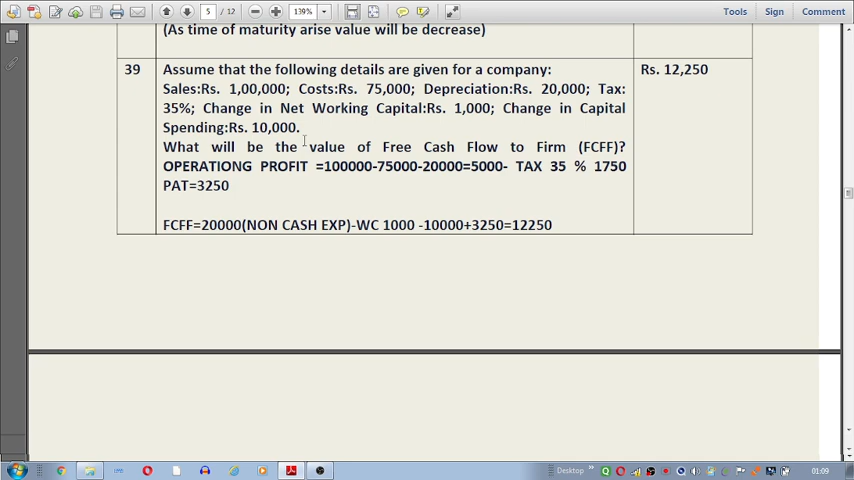 5 / 12
139%
Tools
Sign
Comment
(As time of maturity arise value will be decrease)
39
Assume that the following details are given for a company:
Rs. 12,250
Sales:Rs. 1,00,000; Costs:Rs. 75,000; Depreciation:Rs. 20,000; Tax:
35%; Change in Net Working Capital:Rs. 1,000; Change in Capital
Spending:Rs. 10,000.
What will be the value of Free Cash Flow to Firm (FCFF)?
OPERATIONG PROFIT =100000-75000-20000=5000- TAX 35 % 1750
PAT=3250
FCFF=20000(NON CASH EXP)-WC 1000 -10000+3250=12250
Desktop
01:09